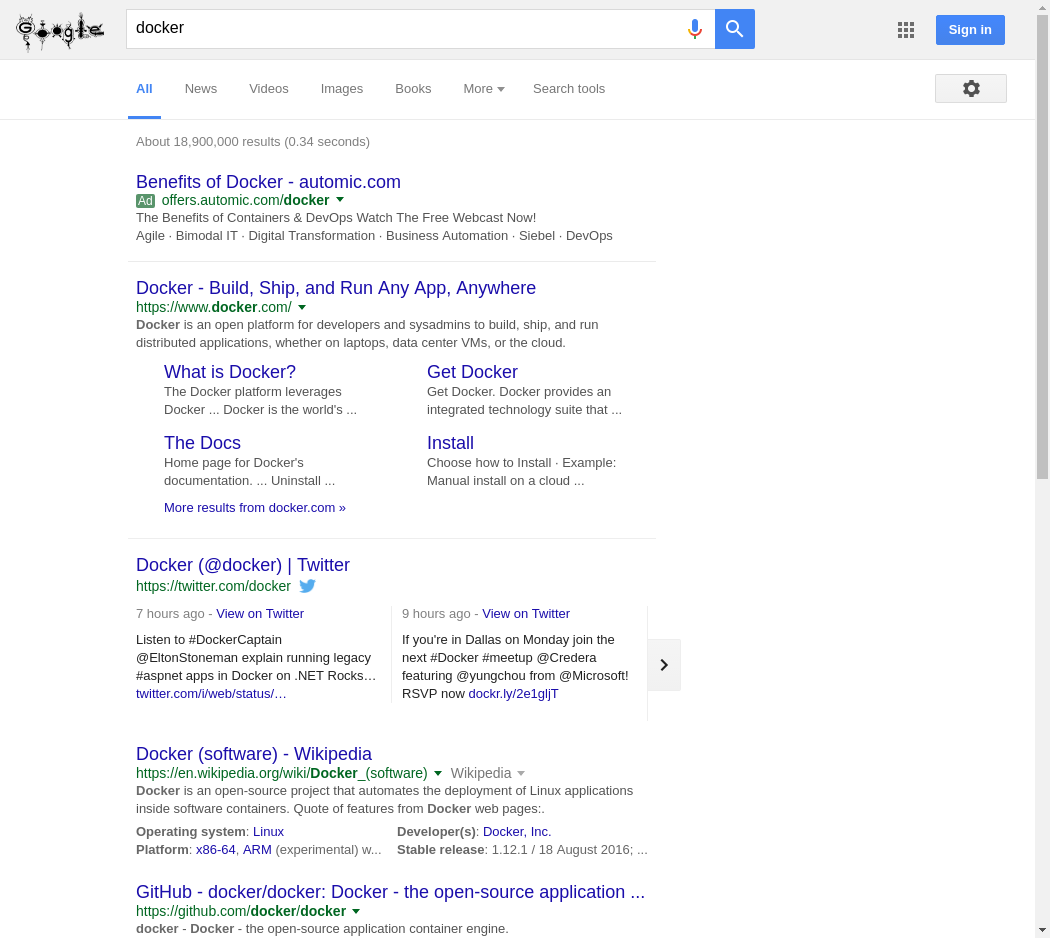 Google
docker
Sign in
All News Videos Images Books More Search tools
About 18,900,000 results (0.34 seconds)
Benefits of Docker - automic.com
Ad offers.automic.com/docker
The Benefits of Containers & DevOps Watch The Free Webcast Now!
Agile · Bimodal IT · Digital Transformation · Business Automation · Siebel · DevOps
Docker - Build, Ship, and Run Any App, Anywhere
https://www.docker.com/
Docker is an open platform for developers and sysadmins to build, ship, and run
distributed applications, whether on laptops, data center VMs, or the cloud.
What is Docker?
The Docker platform leverages
Docker ... Docker is the world's ...
Get Docker
Get Docker. Docker provides an
integrated technology suite that ...
The Docs
Home page for Docker's
documentation. ... Uninstall ...
Install
Choose how to Install · Example:
Manual install on a cloud ...
More results from docker.com »
Docker (@docker) | Twitter
https://twitter.com/docker
7 hours ago - View on Twitter
Listen to #DockerCaptain
@EltonStoneman explain running legacy
#aspnet apps in Docker on .NET Rocks…
twitter.com/i/web/status/…
9 hours ago - View on Twitter
If you're in Dallas on Monday join the
next #Docker #meetup @Credera
featuring @yungchou from @Microsoft!
RSVP now dockr.ly/2e1gljT
Docker (software) - Wikipedia
https://en.wikipedia.org/wiki/Docker_(software) Wikipedia
Docker is an open-source project that automates the deployment of Linux applications
inside software containers. Quote of features from Docker web pages:.
Operating system: Linux
Developer(s): Docker, Inc.
Platform: x86-64, ARM (experimental) w...
Stable release: 1.12.1 / 18 August 2016; ...
GitHub - docker/docker: Docker - the open-source application ...
https://github.com/docker/docker
docker - Docker - the open-source application container engine.